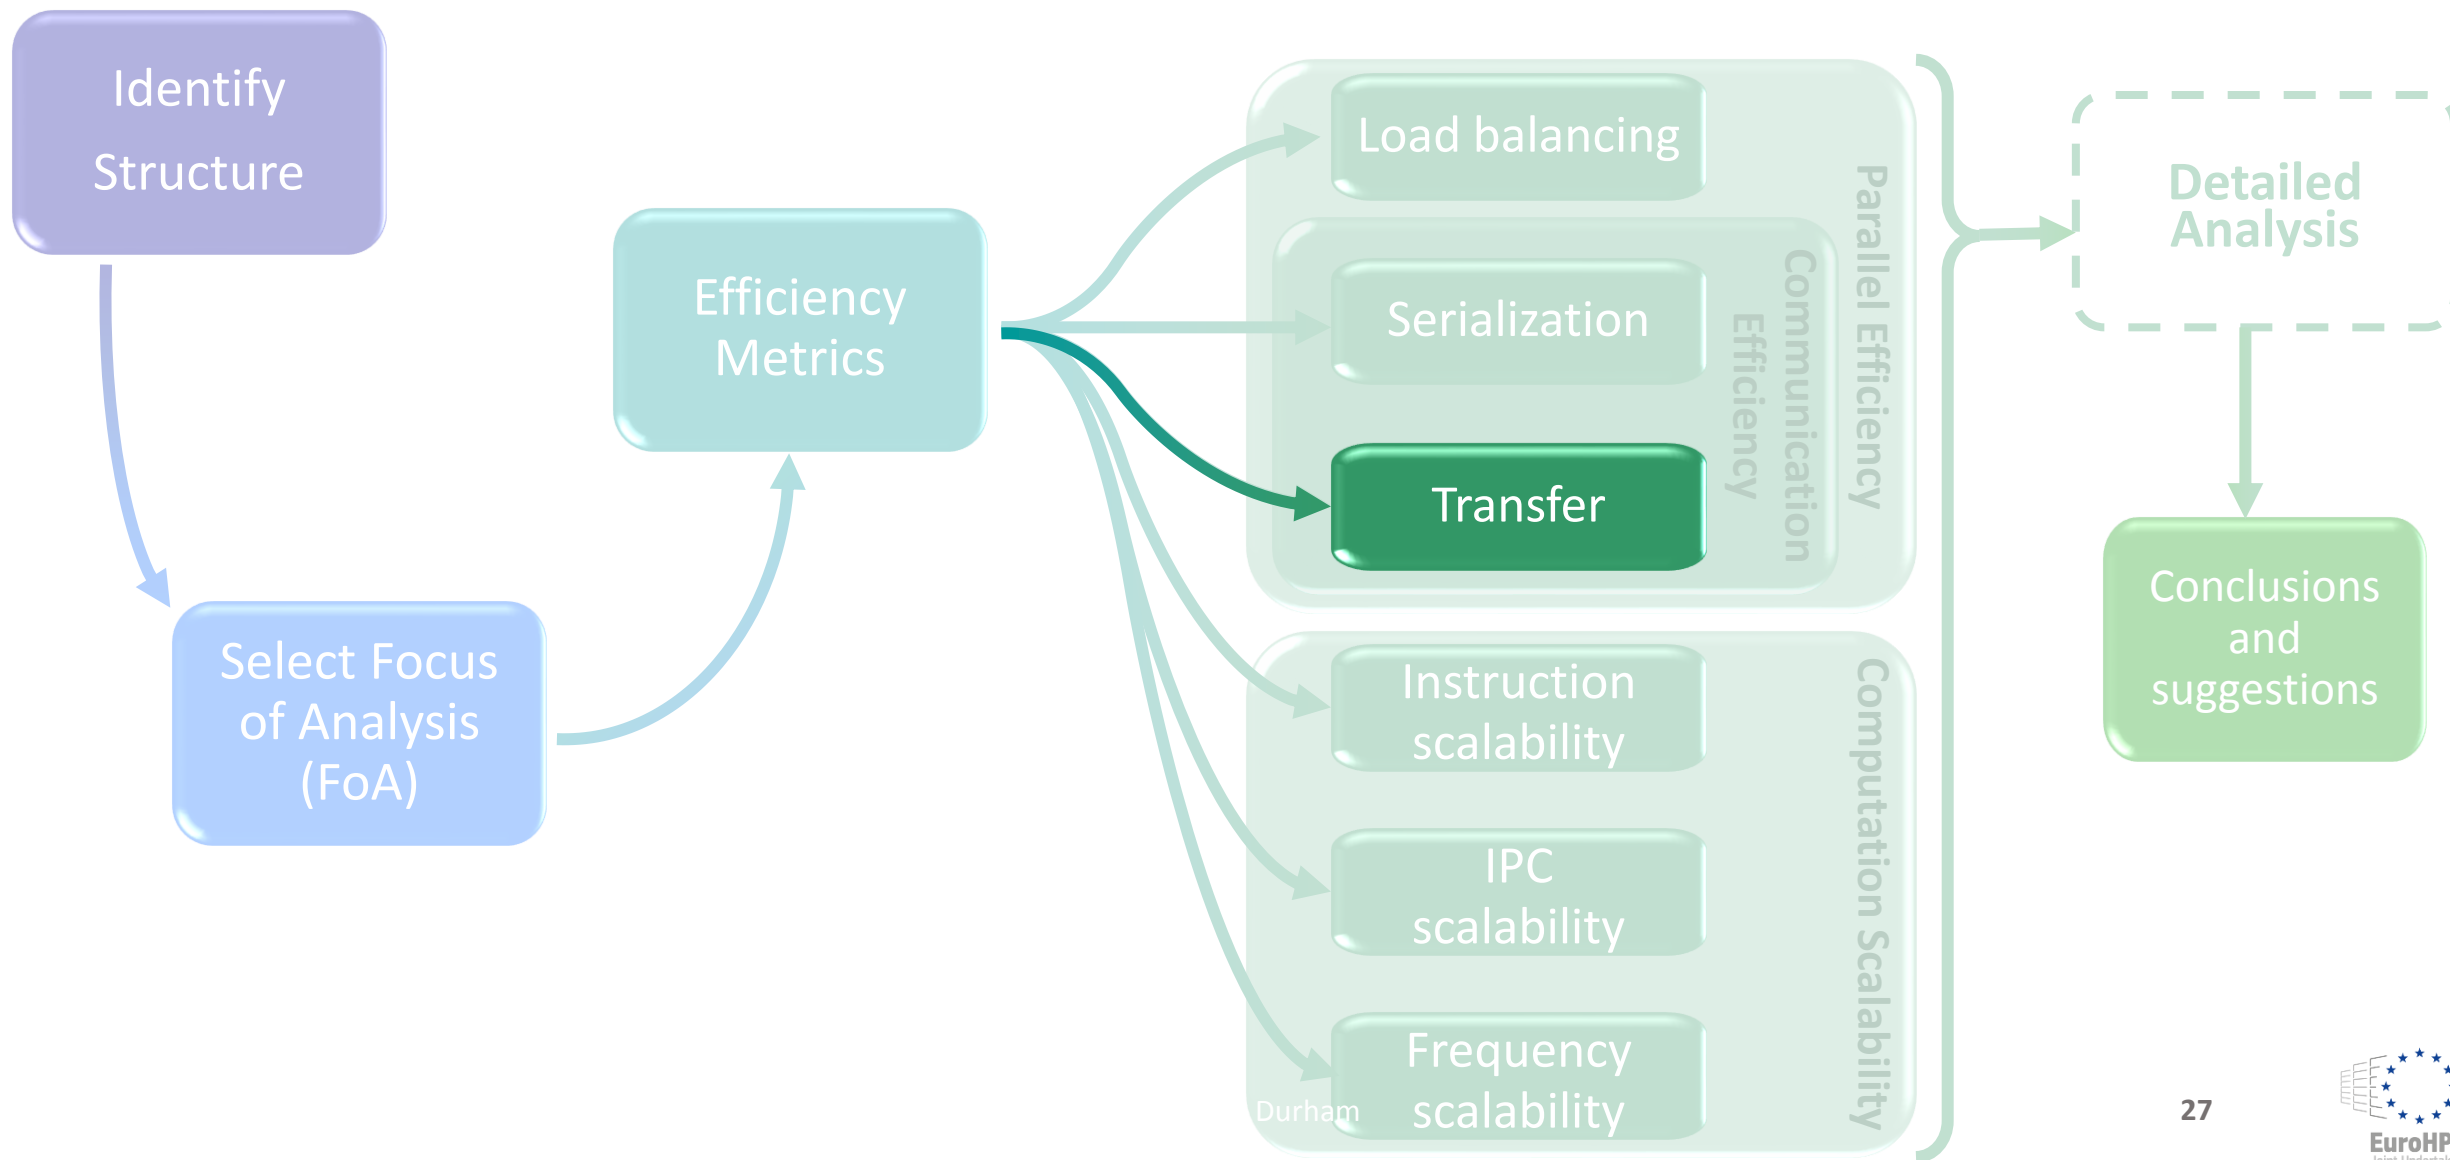 Identify
Structure
Select Focus
of Analysis
(FoA)
Efficiency
Metrics
Load balancing
Serialization
Transfer
Communication
Efficiency
Parallel Efficiency
Instruction
scalability
IPC
scalability
Frequency
scalability
Computation Scalability
Durham
Detailed
Analysis
Conclusions
and
suggestions
27
EuroHP